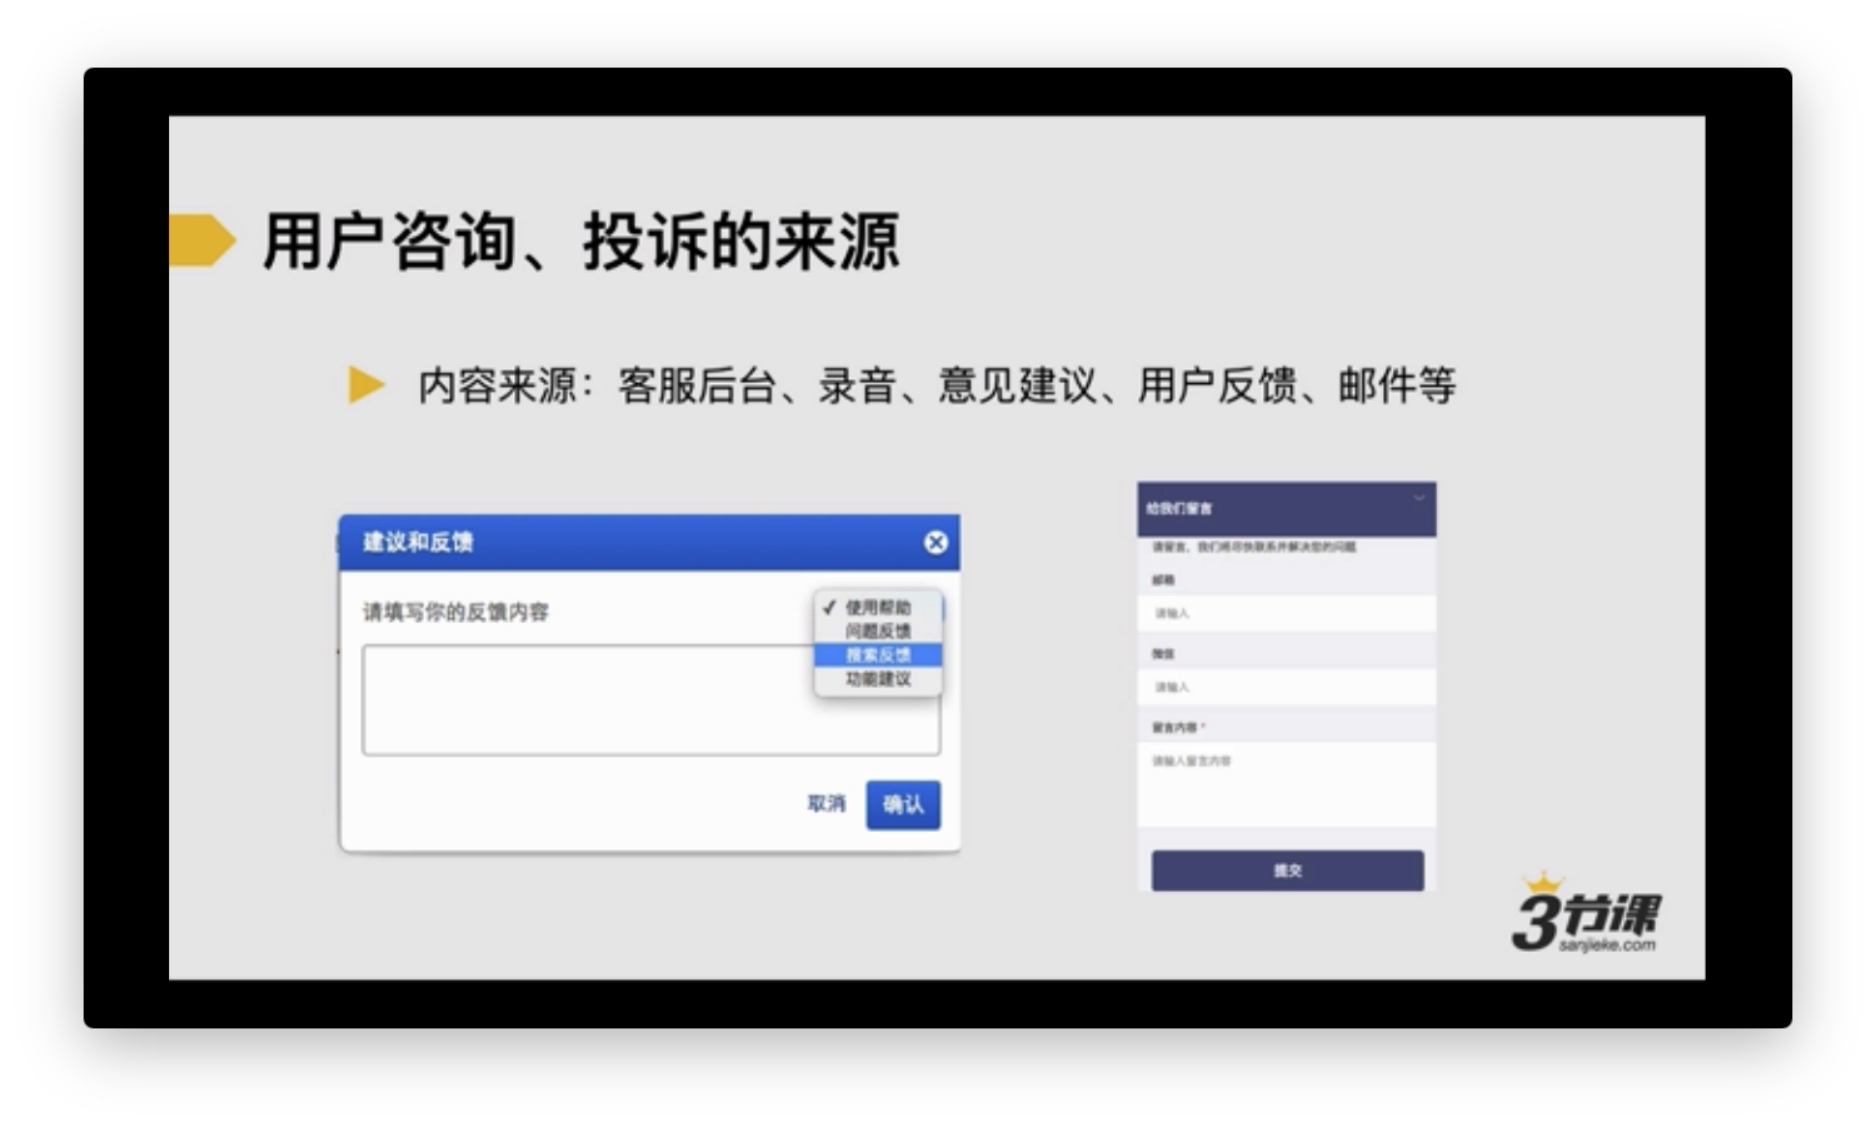 用户咨询、投诉的来源
内容来源：客服后台、录音、意见建议、用户反馈、邮件等
建议和反馈
请填写你的反馈内容
✓ 使用帮助
问题反馈
搜索反馈
功能建议
取消
确认
给我们留言
请留言，我们将尽快联系并解决您的问题
邮箱
请输入
微信
请输入
留言内容 *
请输入留言内容
提交
3节课
sanjieke.com